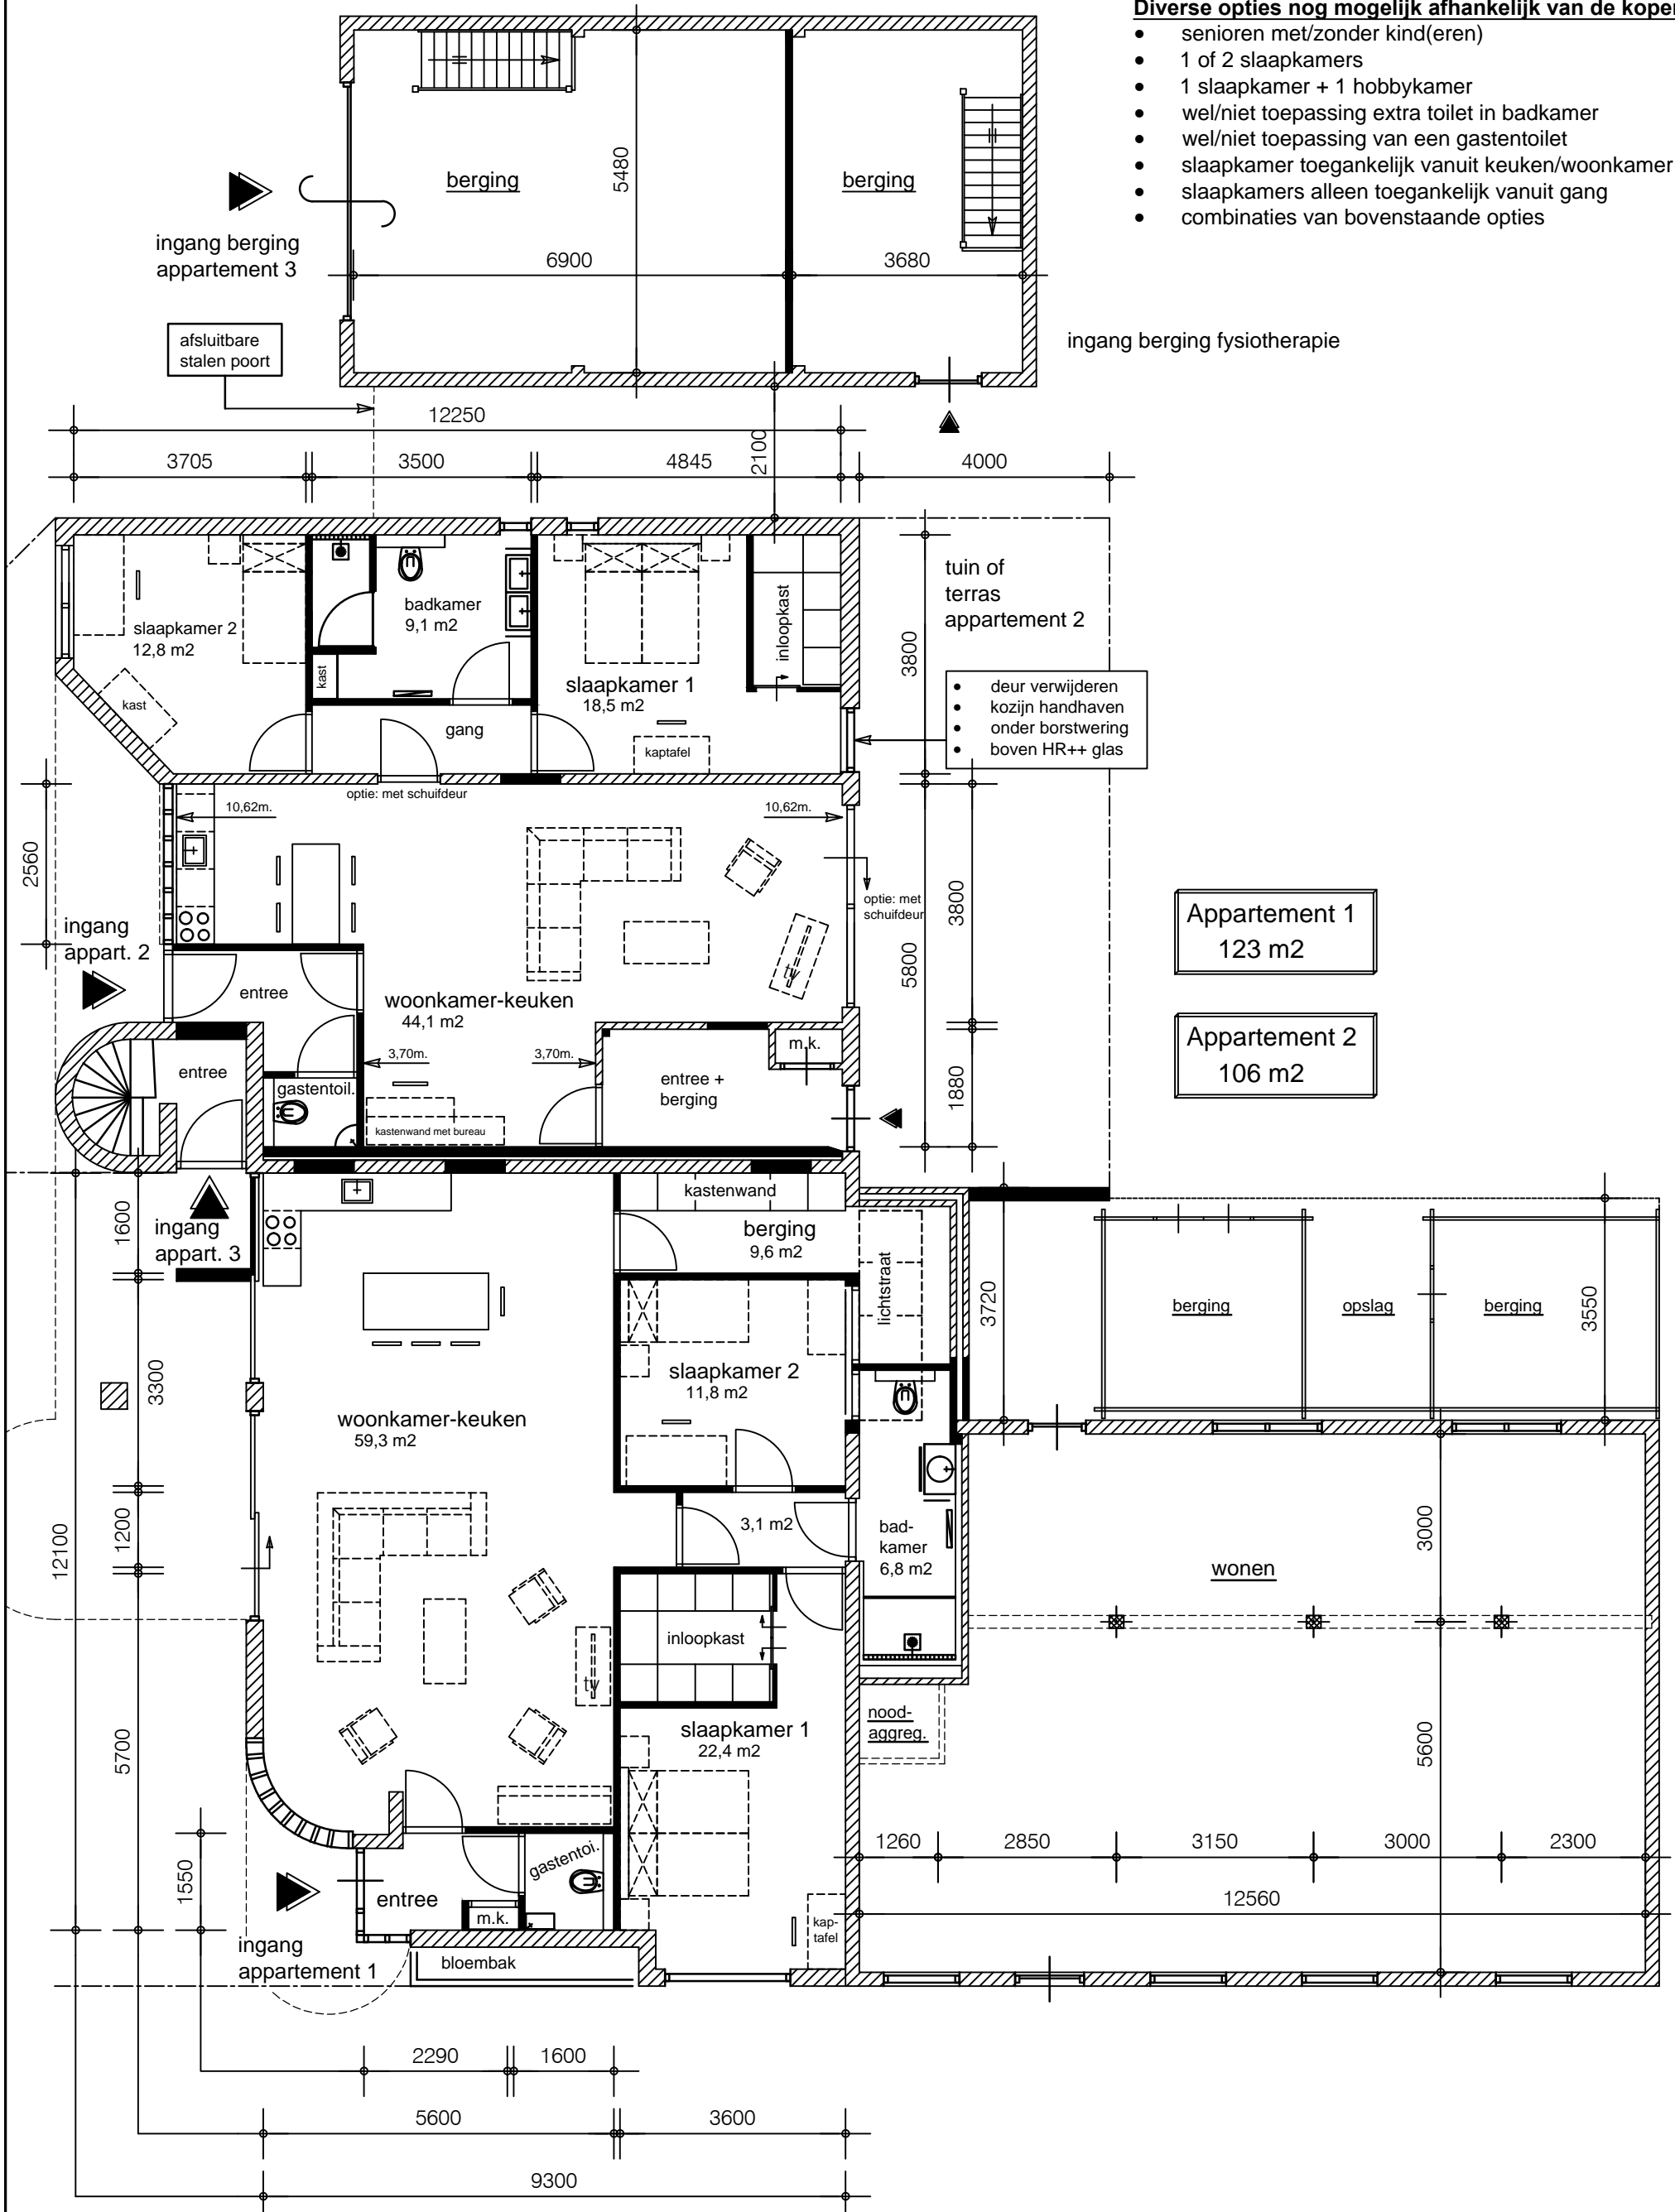 Diverse opties nog mogelijk afhankelijk van de koper
• senioren met/zonder kind(eren)
• 1 of 2 slaapkamers
• 1 slaapkamer + 1 hobbykamer
• wel/niet toepassing extra toilet in badkamer
• wel/niet toepassing van een gastentoilet
• slaapkamer toegankelijk vanuit keuken/woonkamer
• slaapkamers alleen toegankelijk vanuit gang
• combinaties van bovenstaande opties
berging
5480
berging
ingang berging
appartement 3
6900
3680
afsluitbare
stalen poort
ingang berging fysiotherapie
12250
2100
3705
3500
4845
4000
tuin of
terras
appartement 2
slaapkamer 2
12,8 m2
badkamer
9,1 m2
inloopkast
3800
kast
kast
slaapkamer 1
18,5 m2
gang
kaptafel
• deur verwijderen
• kozijn handhaven
• onder borstwering
• boven HR++ glas
optie: met schuifdeur
10,62m.
10,62m.
2560
optie: met
schuifdeur
3800
5800
Appartement 1
123 m2
ingang
appart. 2
entree
tv
woonkamer-keuken
44,1 m2
Appartement 2
106 m2
3,70m.
3,70m.
m.k.
entree
gastentoil.
entree +
berging
1880
kastenwand met bureau
kastenwand
1600
ingang
appart. 3
berging
9,6 m2
lichtstraat
3720
berging
opslag
berging
3550
3300
slaapkamer 2
11,8 m2
woonkamer-keuken
59,3 m2
12100
1200
3,1 m2
bad-
kamer
6,8 m2
3000
wonen
inloopkast
tv
5700
slaapkamer 1
22,4 m2
nood-
aggreg.
5600
1260
2850
3150
3000
2300
1550
gastentoi.
entree
m.k.
12560
kap-
tafel
ingang
appartement 1
bloembak
2290
1600
5600
3600
9300